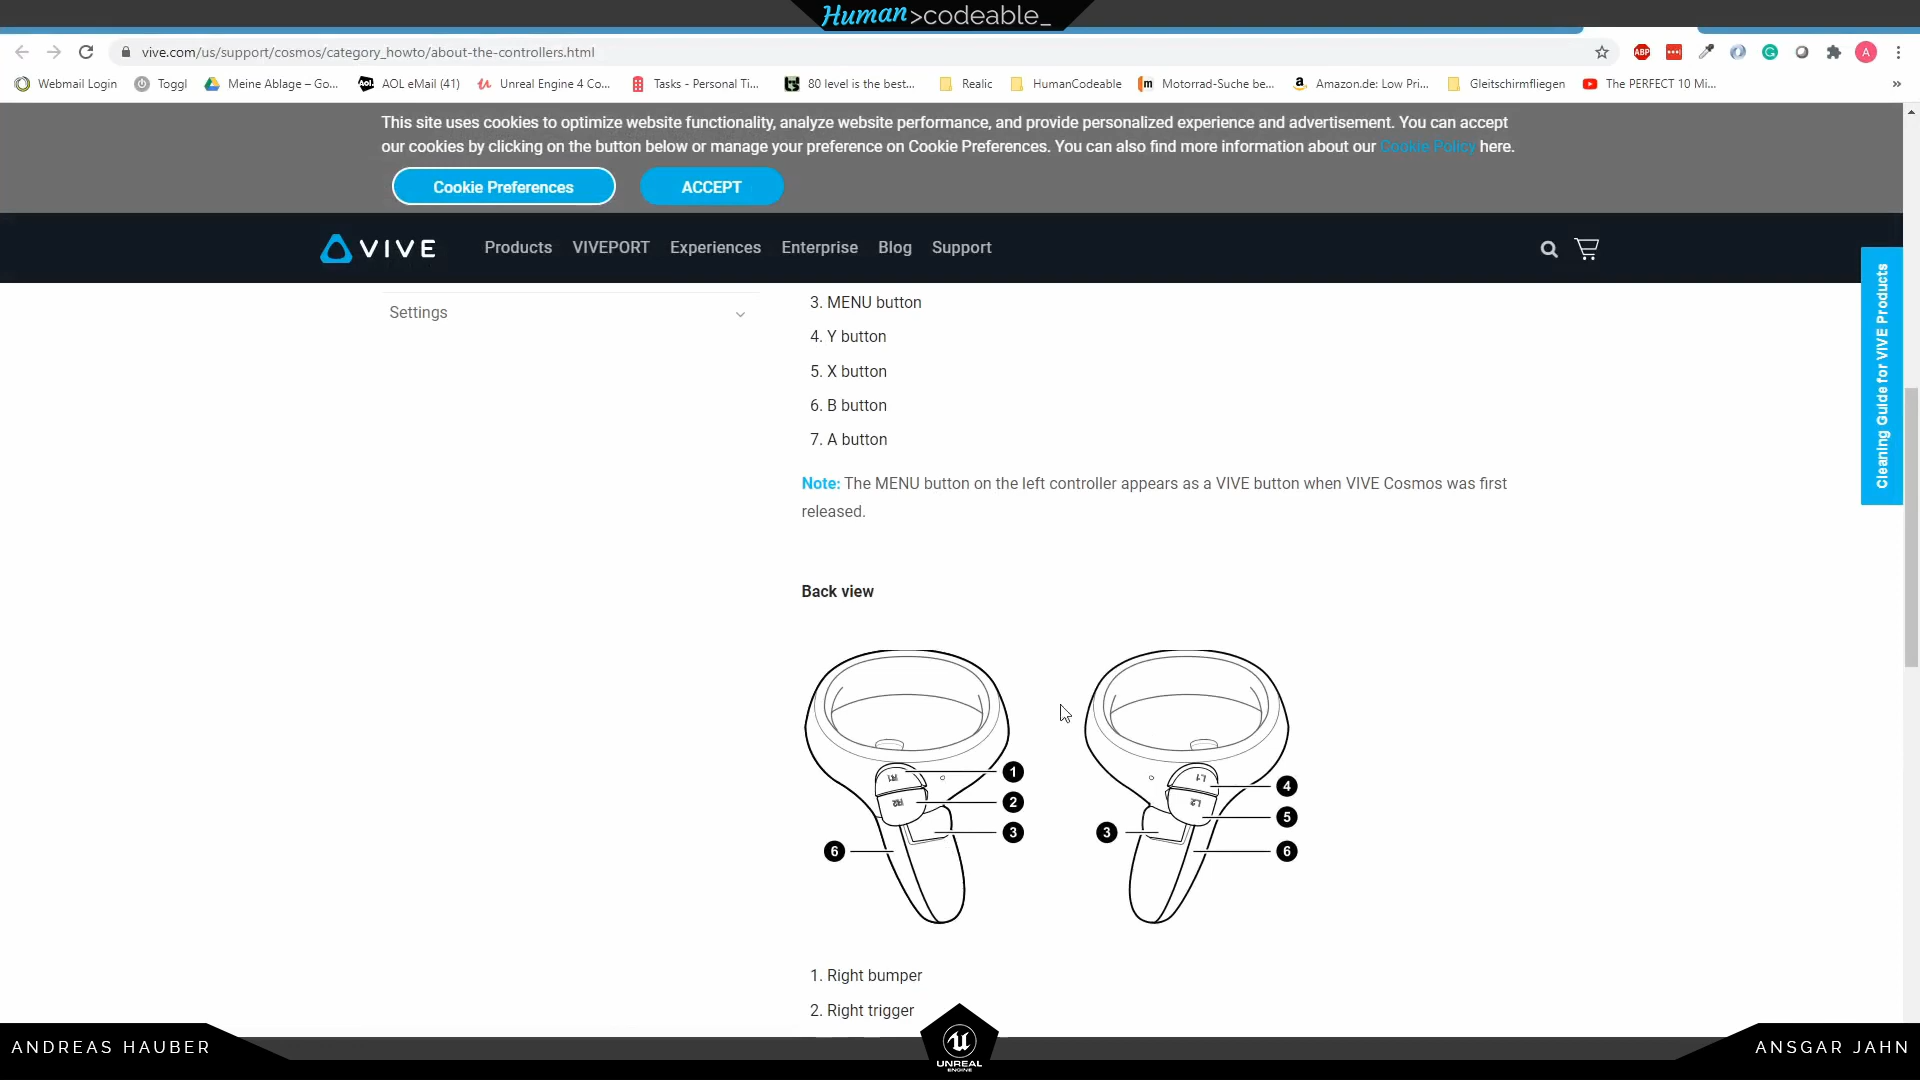 Human>codeable_
vive.com/us/support/cosmos/category_howto/about-the-controllers.html
ABP
A
Webmail Login
Toggl
Meine Ablage – Go...
Aol. AOL eMail (41)
Unreal Engine 4 Co...
Tasks - Personal Ti...
80 level is the best...
Realic
HumanCodeable
Motorrad-Suche be...
Amazon.de: Low Pri...
Gleitschirmfliegen
The PERFECT 10 Mi...
»
This site uses cookies to optimize website functionality, analyze website performance, and provide personalized experience and advertisement. You can accept
our cookies by clicking on the button below or manage your preference on Cookie Preferences. You can also find more information about our Cookie Policy here.
Cookie Preferences
ACCEPT
VIVE
Products
VIVEPORT
Experiences
Enterprise
Blog
Support
Cleaning Guide for VIVE Products
Settings
3. MENU button
4. Y button
5. X button
6. B button
7. A button
Note: The MENU button on the left controller appears as a VIVE button when VIVE Cosmos was first
released.
Back view
R1
R2
1
2
3
6
L1
L2
4
5
3
6
1. Right bumper
2. Right trigger
ANDREAS HAUBER
UNREAL
ENGINE
ANSGAR JAHN